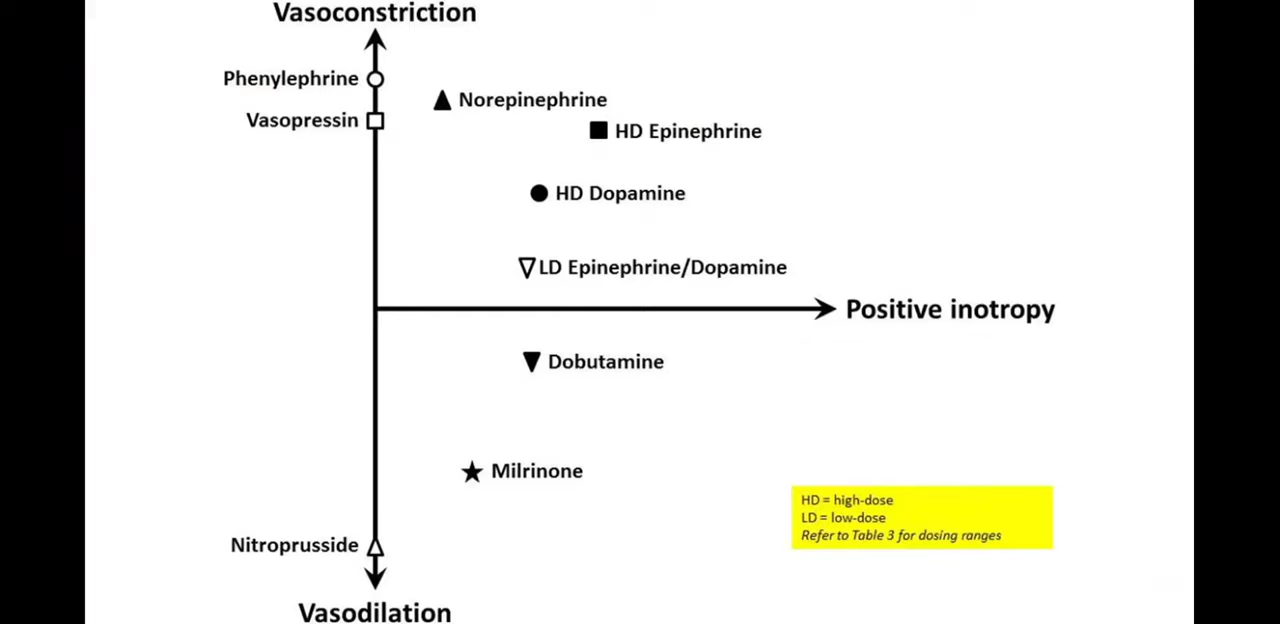 Vasoconstriction
Phenylephrine
Norepinephrine
Vasopressin
HD Epinephrine
HD Dopamine
LD Epinephrine/Dopamine
Positive inotropy
Dobutamine
Milrinone
HD = high-dose
LD = low-dose
Refer to Table 3 for dosing ranges
Nitroprusside
Vasodilation